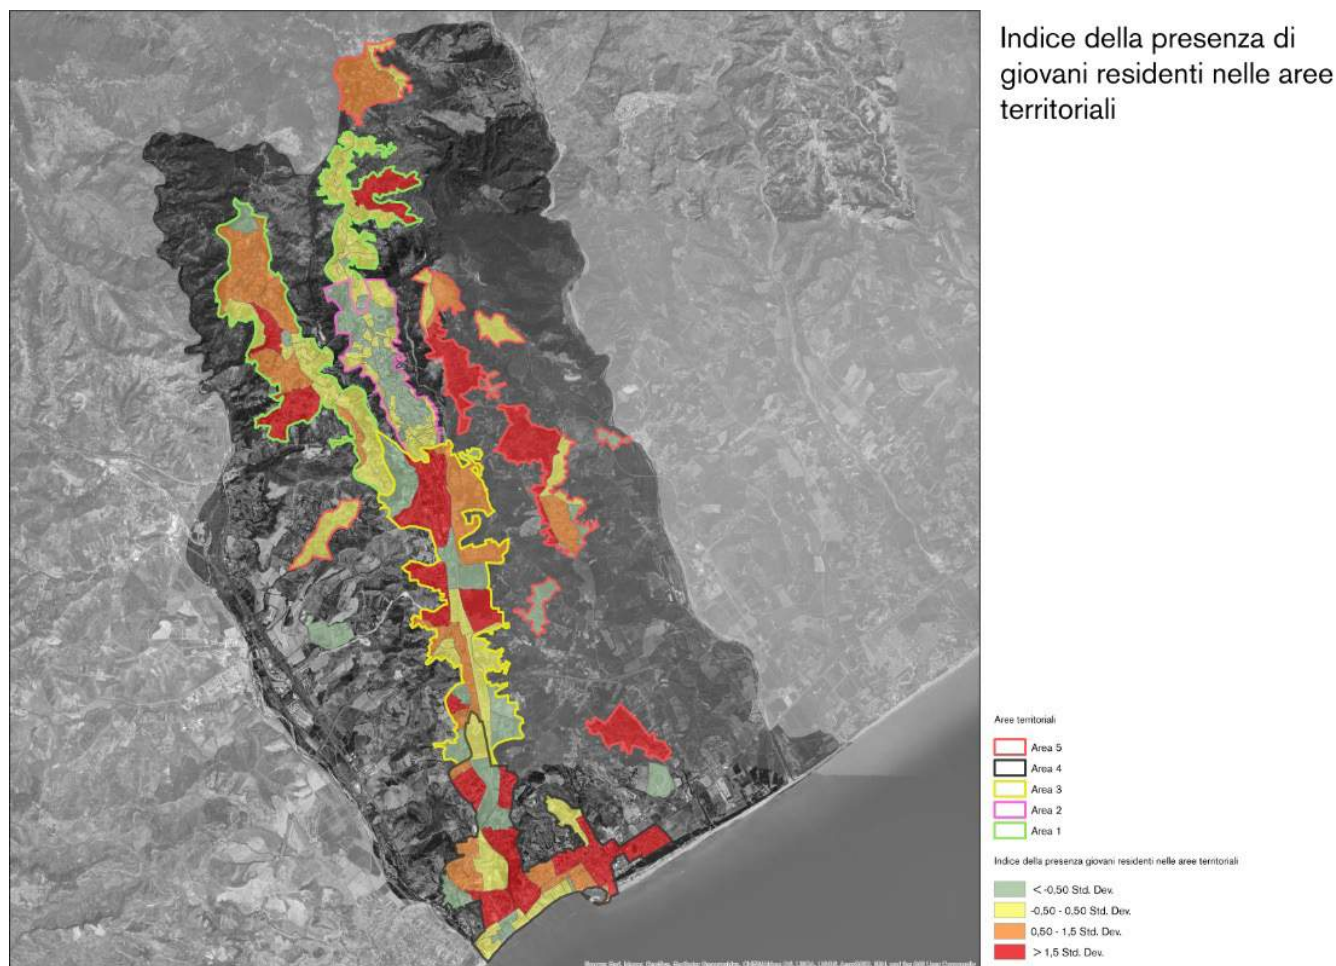 Indice della presenza di
giovani residenti nelle aree
territoriali
Aree territoriali
Area 5
Area 4
Area 3
Area 2
Area 1
Indice della presenza giovani residenti nelle aree territoriali
< -0,50 Std. Dev.
-0,50 - 0,50 Std. Dev.
0,50 - 1,5 Std. Dev.
> 1,5 Std. Dev.